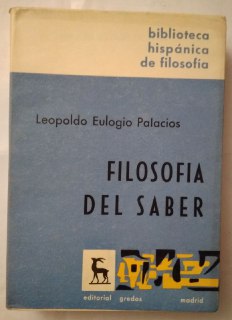 biblioteca
hispánica
de filosofía
Leopoldo Eulogio Palacios
FILOSOFIA
DEL SABER
editorial gredos madrid